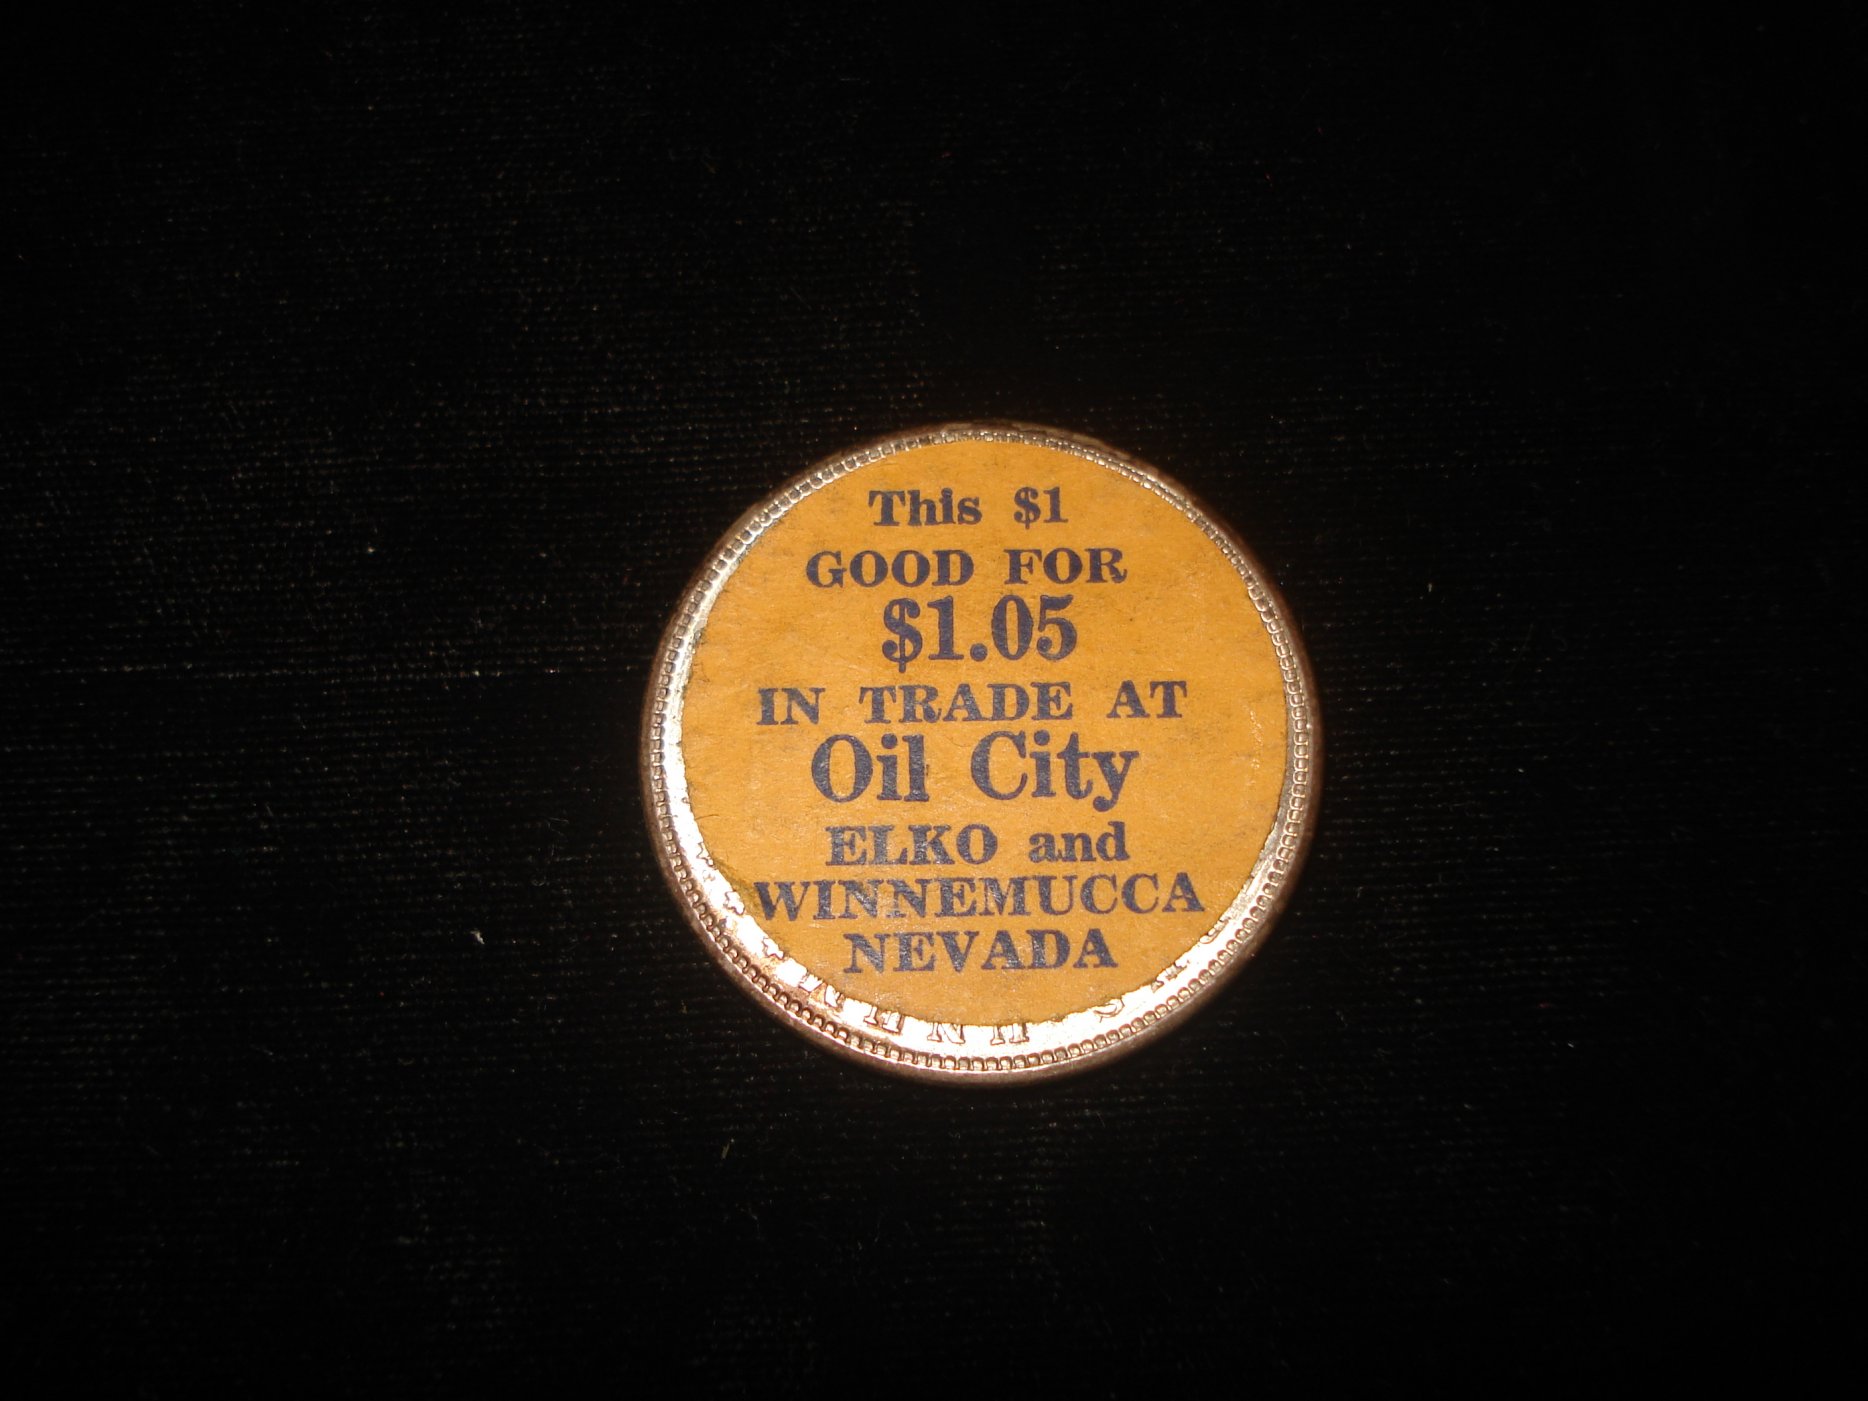 This $1
GOOD FOR
$1.05
IN TRADE AT
Oil City
ELKO and
WINNEMUCCA
NEVADA